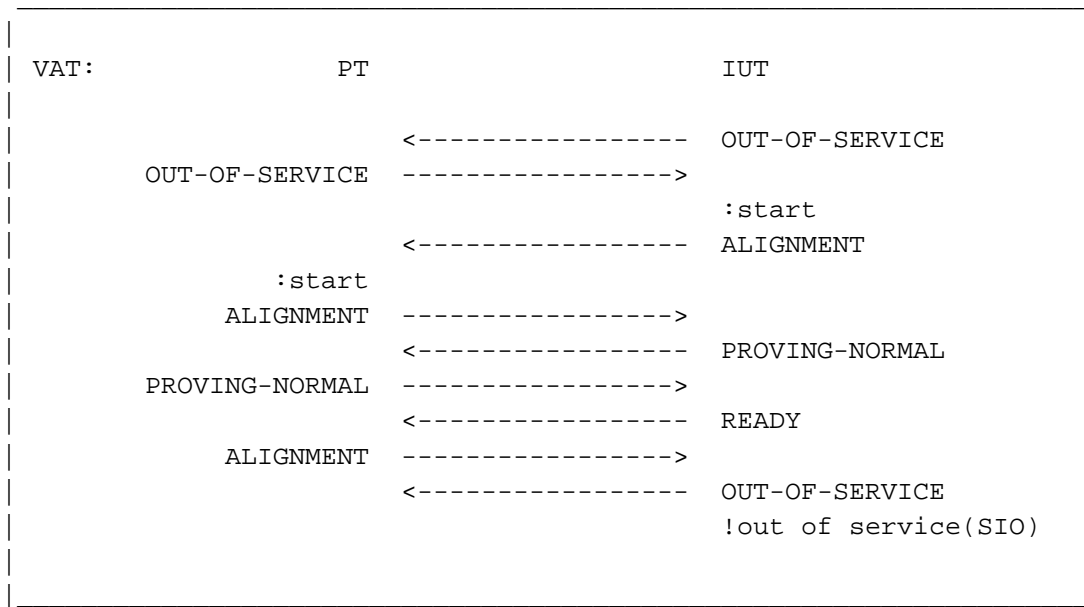 VAT: PT IUT
<----------------- OUT-OF-SERVICE
OUT-OF-SERVICE ----------------->
:start
<----------------- ALIGNMENT
:start
ALIGNMENT ----------------->
<----------------- PROVING-NORMAL
PROVING-NORMAL ----------------->
<----------------- READY
ALIGNMENT ----------------->
<----------------- OUT-OF-SERVICE
!out of service(SIO)